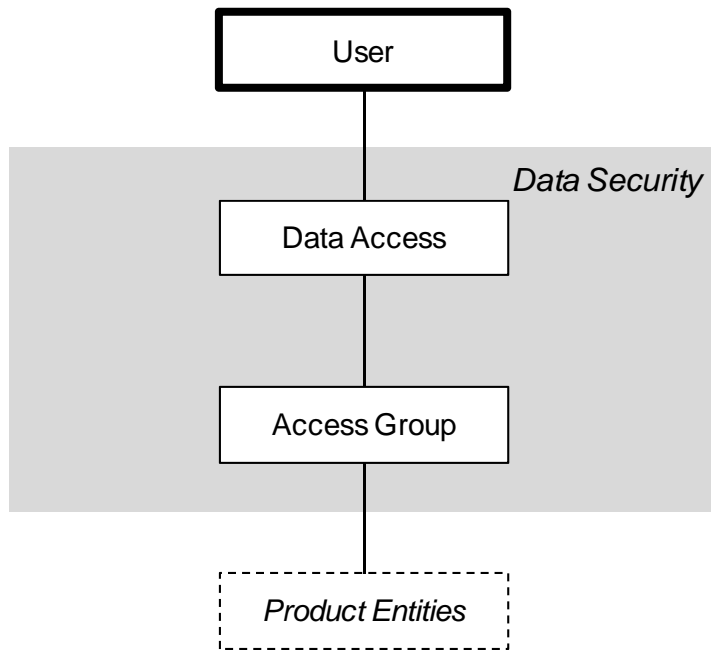 User
Data Security
Data Access
Access Group
Product Entities